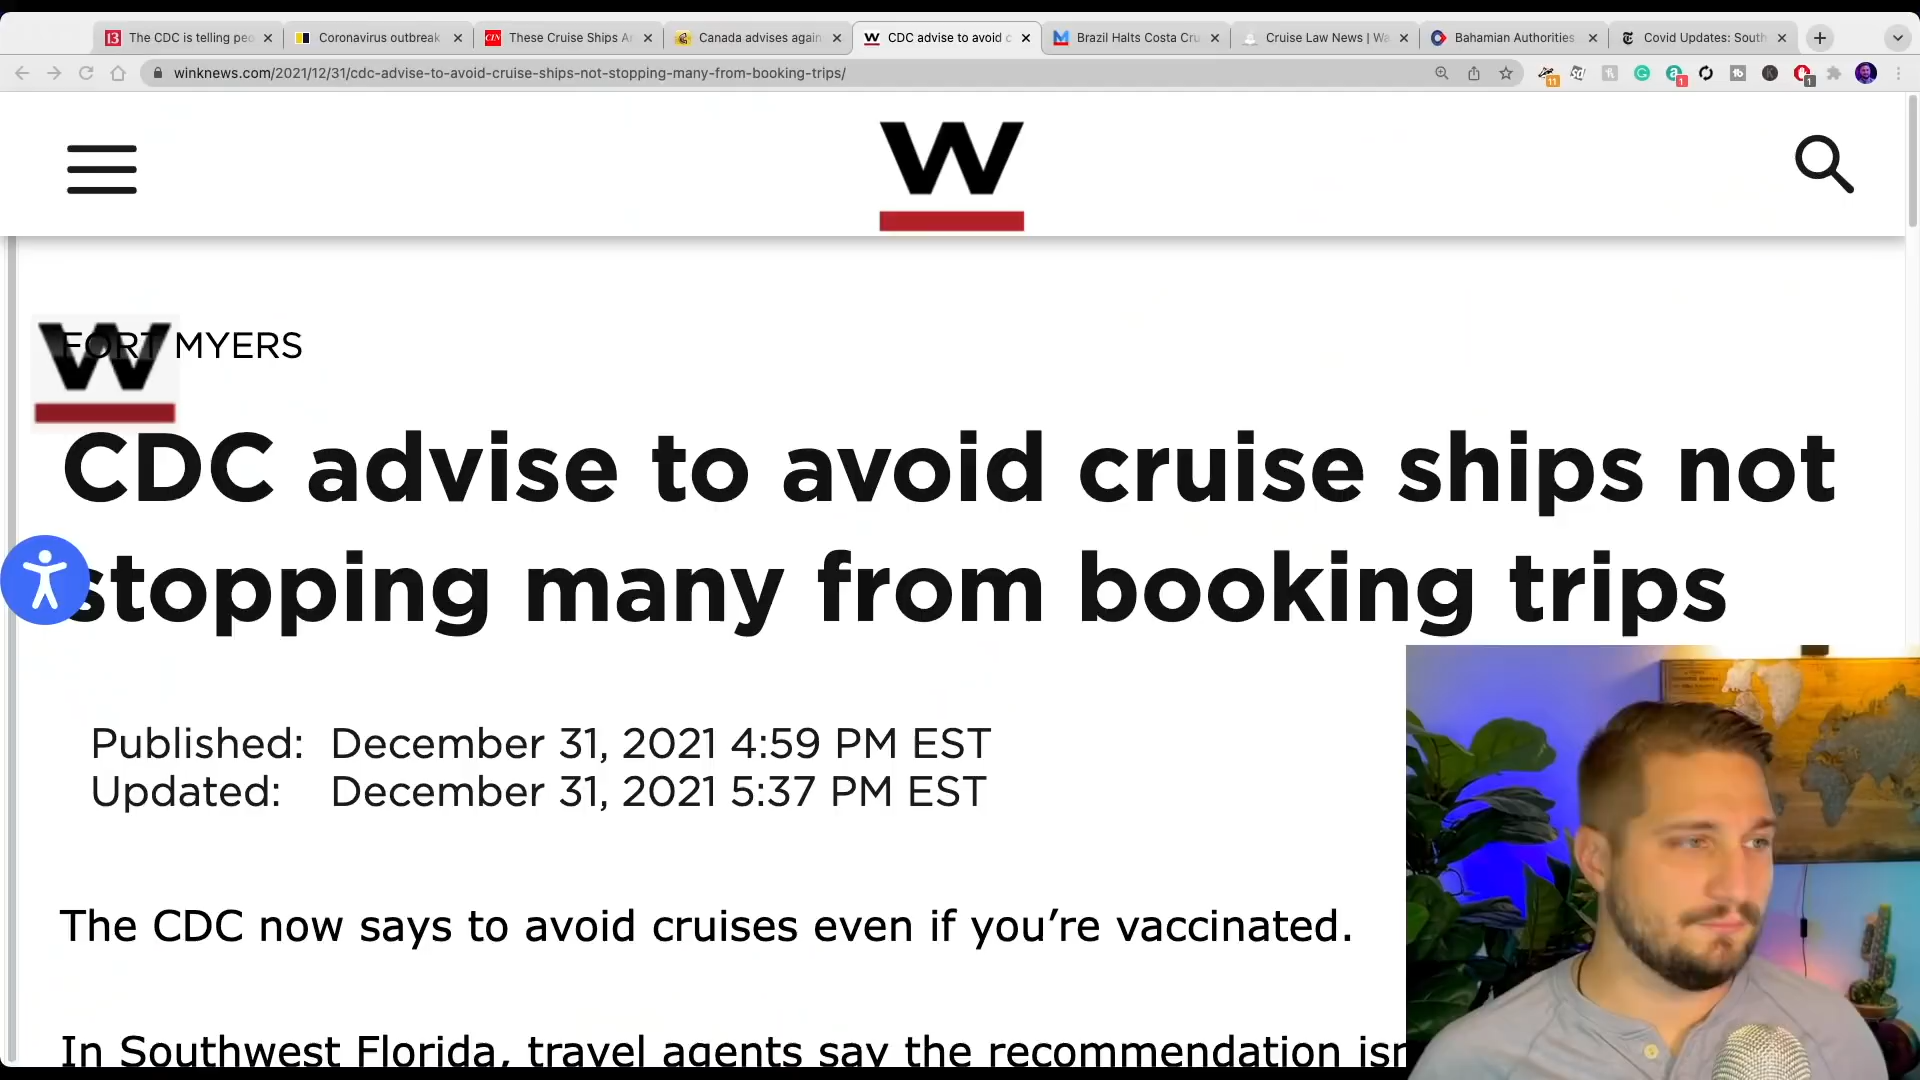 The CDC is telling peo
Coronavirus outbreak
These Cruise Ships Ar
Canada advises again
CDC advise to avoid c
Brazil Halts Costa Cru
Cruise Law News | Wa
Bahamian Authorities
Covid Updates: South
winknews.com/2021/12/31/cdc-advise-to-avoid-cruise-ships-not-stopping-many-from-booking-trips/
W
FORT MYERS
CDC advise to avoid cruise ships not
stopping many from booking trips
Published: December 31, 2021 4:59 PM EST
Updated: December 31, 2021 5:37 PM EST
The CDC now says to avoid cruises even if you’re vaccinated.
In Southwest Florida, travel agents say the recommendation isn